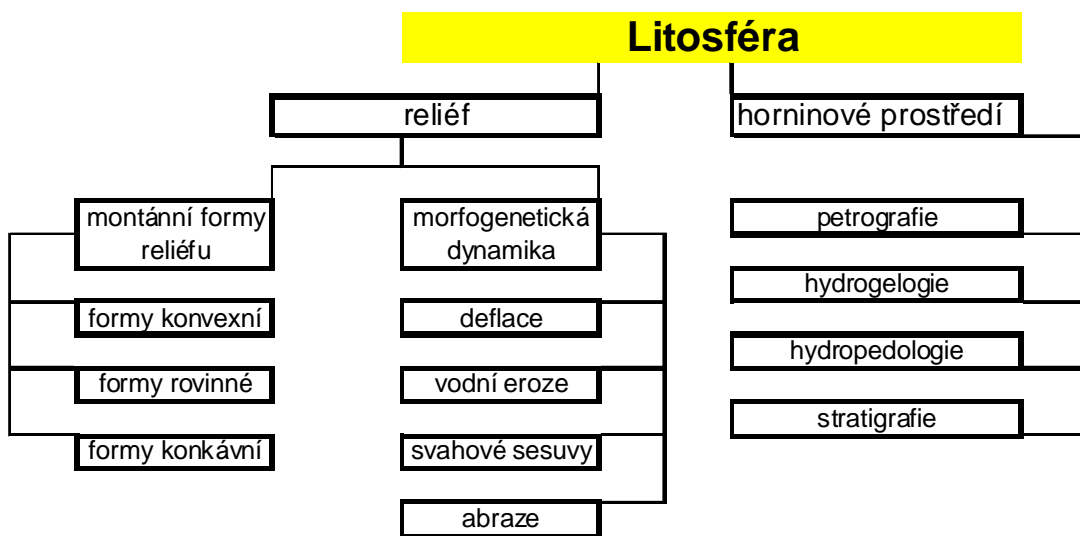 Litosféra
reliéf
horninové prostředí
montánní formy
reliéfu
morfogenetická
dynamika
petrografie
formy konvexní
deflace
hydrogelogie
formy rovinné
vodní eroze
hydropedologie
formy konkávní
svahové sesuvy
stratigrafie
abraze